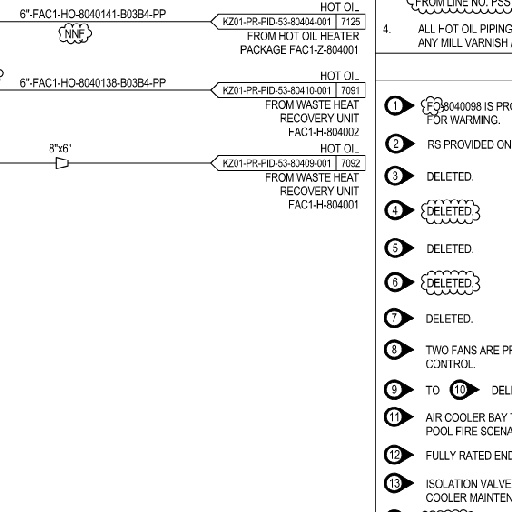 6"-FAC1-HO-8040141-B03B4-PP
NNF
HOT OIL
KZ01-PR-PID-53-80404-001 7125
FROM HOT OIL HEATER
PACKAGE FAC1-Z-804001
6"-FAC1-HO-8040138-B03B4-PP
HOT OIL
KZ01-PR-PID-53-80410-001 7091
FROM WASTE HEAT
RECOVERY UNIT
FAC1-H-804002
8"x6"
HOT OIL
KZ01-PR-PID-53-80409-001 7092
FROM WASTE HEAT
RECOVERY UNIT
FAC1-H-804001
FROM LINE NO. PSS
4. ALL HOT OIL PIPING
ANY MILL VARNISH
1 FO-8040098 IS PRO
FOR WARMING.
2 RS PROVIDED ON
3 DELETED.
4 DELETED.
5 DELETED.
6 DELETED.
7 DELETED.
8 TWO FANS ARE PR
CONTROL.
9 TO 10 DEL
11 AIR COOLER BAY
POOL FIRE SCENA
12 FULLY RATED END
13 ISOLATION VALVE
COOLER MAINTEN